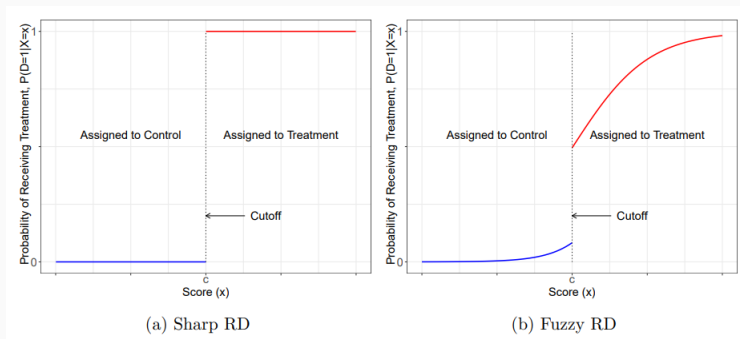 Probability of Receiving Treatment, P(D=1|X=x)
1
Assigned to Control
Assigned to Treatment
Cutoff
0
c
Score (x)
(a) Sharp RD
Probability of Receiving Treatment, P(D=1|X=x)
1
Assigned to Control
Assigned to Treatment
Cutoff
0
c
Score (x)
(b) Fuzzy RD